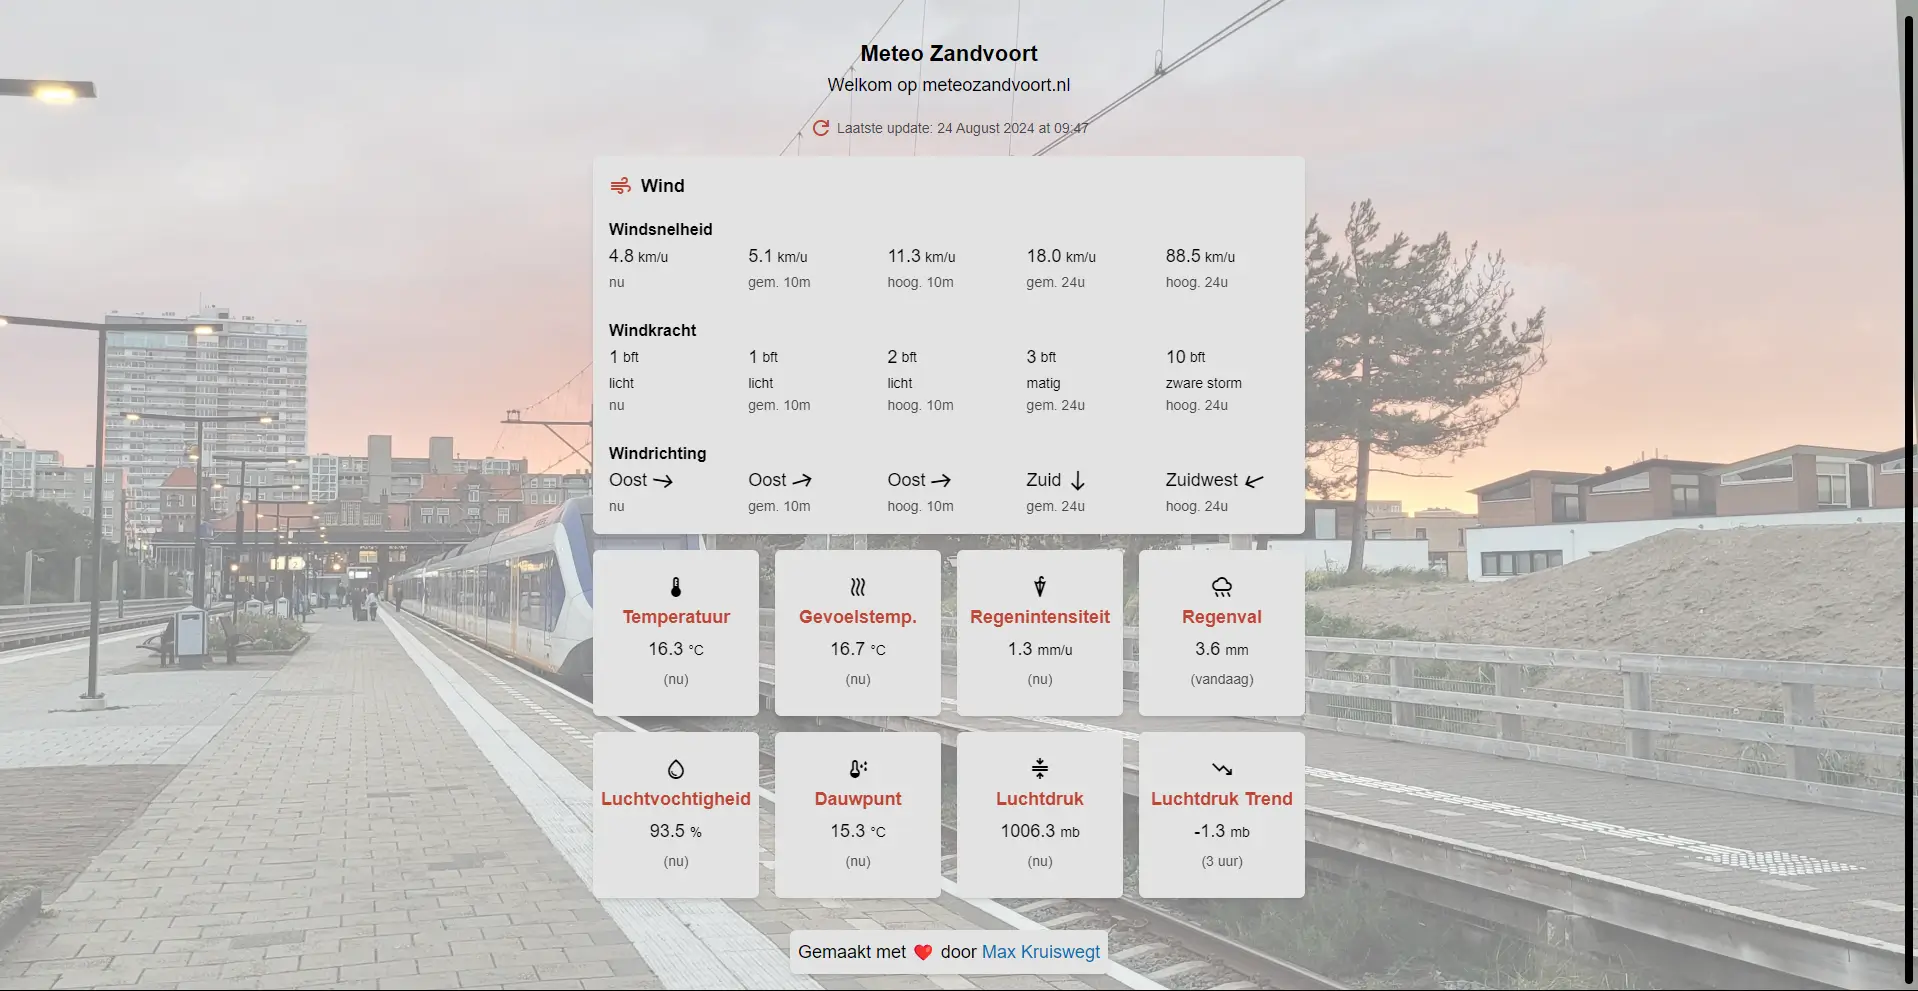 Meteo Zandvoort
Welkom op meteozandvoort.nl
Laatste update: 24 August 2024 at 09:47
Wind
Windsnelheid
4.8 km/u 5.1 km/u 11.3 km/u 18.0 km/u 88.5 km/u
nu gem. 10m hoog. 10m gem. 24u hoog. 24u
Windkracht
1 bft 1 bft 2 bft 3 bft 10 bft
licht licht licht matig zware storm
nu gem. 10m hoog. 10m gem. 24u hoog. 24u
Windrichting
Oost Oost Oost Zuid Zuidwest
nu gem. 10m hoog. 10m gem. 24u hoog. 24u
Temperatuur Gevoelstemp. Regenintensiteit Regenval
16.3 °C 16.7 °C 1.3 mm/u 3.6 mm
(nu) (nu) (nu) (vandaag)
Luchtvochtigheid Dauwpunt Luchtdruk Luchtdruk Trend
93.5 % 15.3 °C 1006.3 mb -1.3 mb
(nu) (nu) (nu) (3 uur)
Gemaakt met ❤️ door Max Kruiswegt